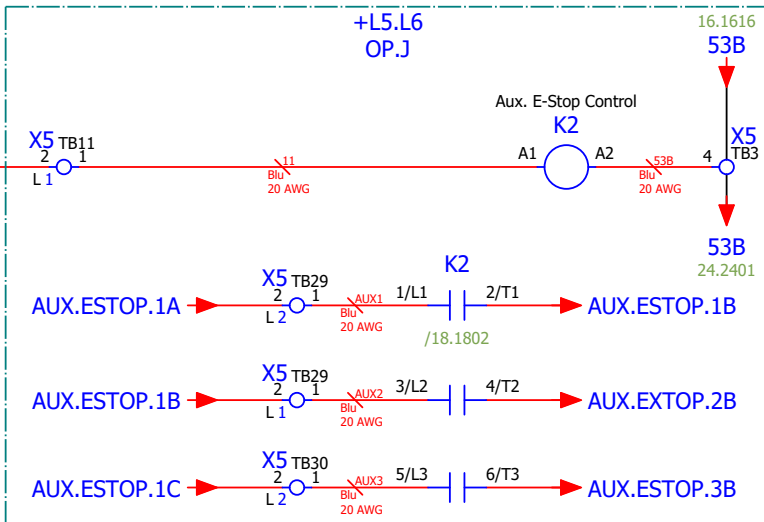 +L5.L6
OP.J
16.1616
53B
Aux. E-Stop Control
K2
X5 TB11
2 1
L 1
11
Blu
20 AWG
A1 A2
53B
Blu
20 AWG
4
X5
TB3
53B
24.2401
AUX.ESTOP.1A
X5 TB29
2 1
L 2
AUX1
Blu
20 AWG
1/L1
K2
2/T1
/18.1802
AUX.ESTOP.1B
AUX.ESTOP.1B
X5 TB29
2 1
L 1
AUX2
Blu
20 AWG
3/L2
4/T2
AUX.EXTOP.2B
AUX.ESTOP.1C
X5 TB30
2 1
L 2
AUX3
Blu
20 AWG
5/L3
6/T3
AUX.ESTOP.3B